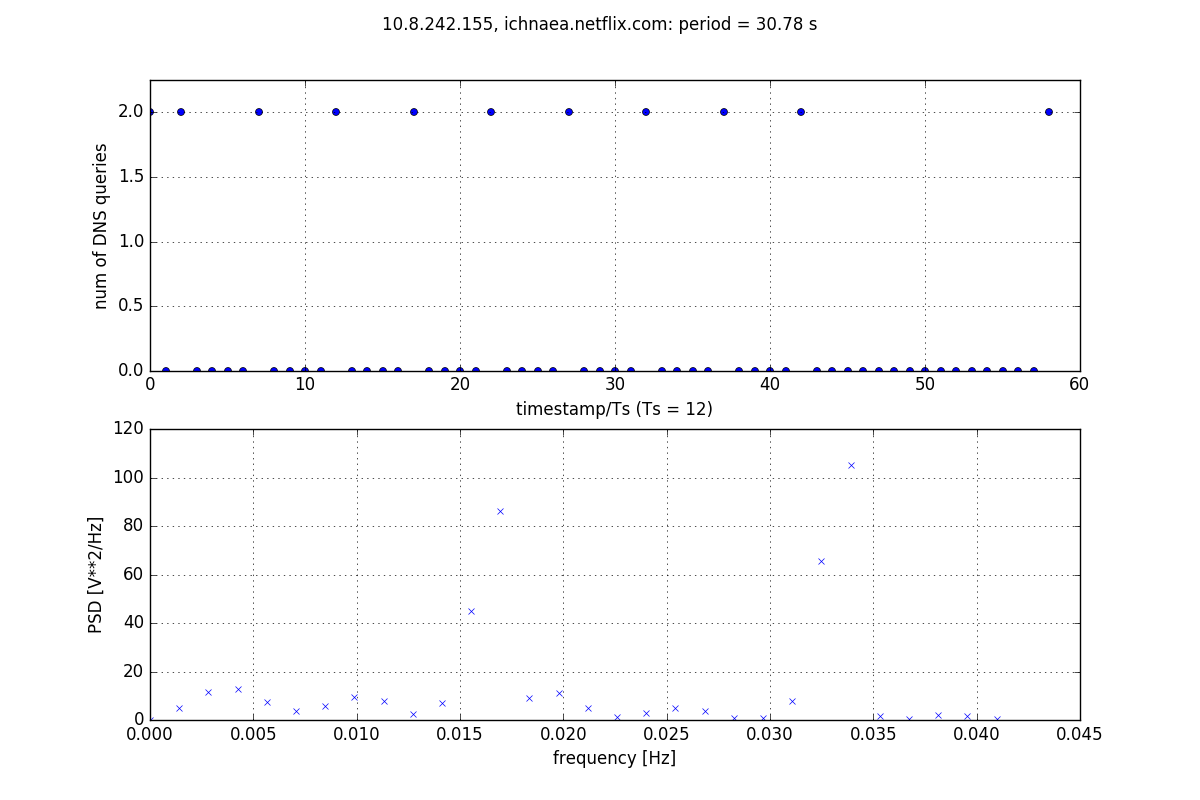 10.8.242.155, ichnaea.netflix.com: period = 30.78 s
2.0
1.5
1.0
0.5
0.0
num of DNS queries
0 10 20 30 40 50 60
timestamp/Ts (Ts = 12)
120
100
80
60
40
20
0
PSD [V**2/Hz]
0.000 0.005 0.010 0.015 0.020 0.025 0.030 0.035 0.040 0.045
frequency [Hz]